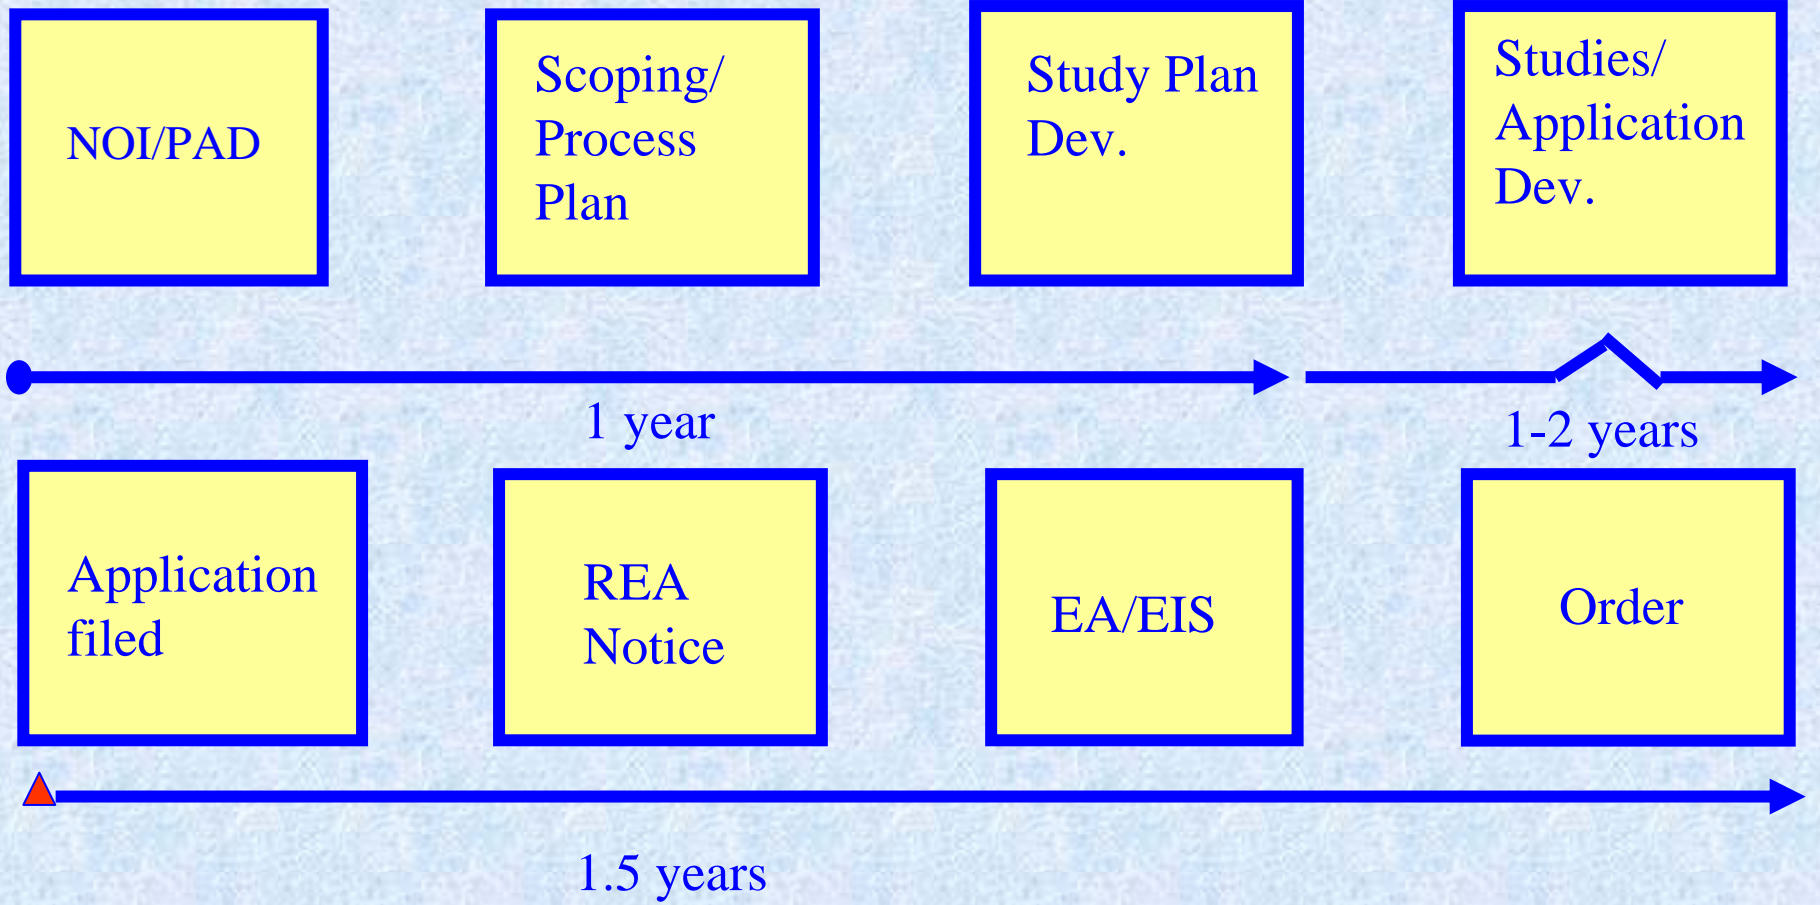 NOI/PAD
Scoping/
Process
Plan
Study Plan
Dev.
Studies/
Application
Dev.
1 year
1-2 years
Application
filed
REA
Notice
EA/EIS
Order
1.5 years